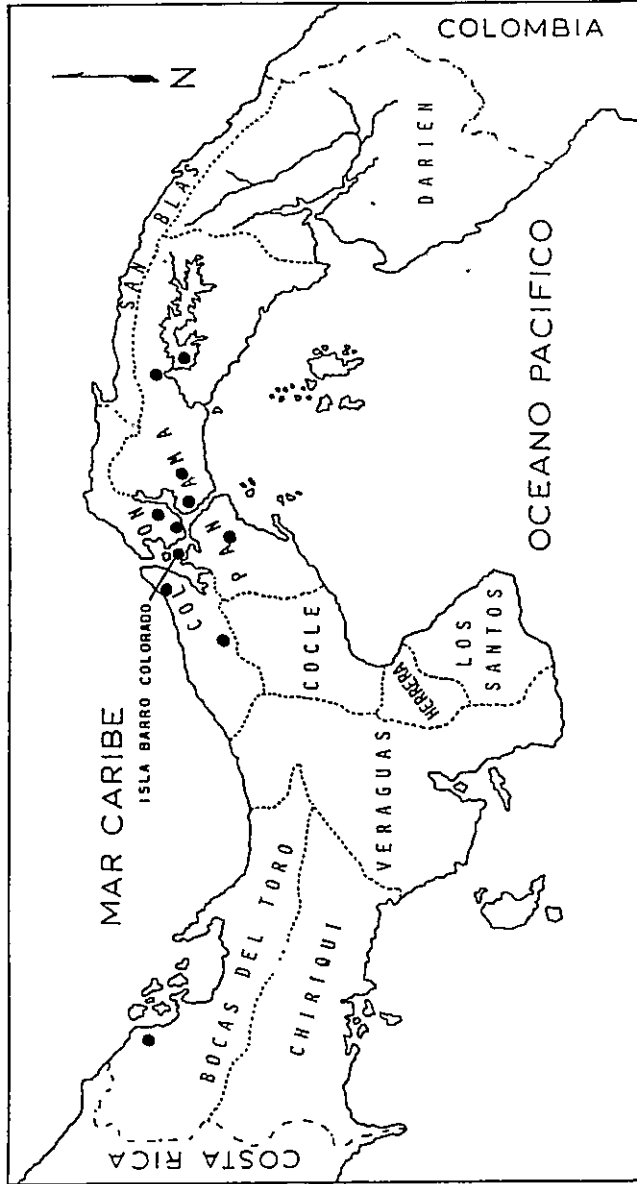 MAR CARIBE
ISLA BARRO COLORADO
N
COLOMBIA
SAN BLAS
DARIEN
COLON
PANAMA
COCLE
HERRERA
LOS
SANTOS
VERAGUAS
BOCAS DEL TORO
CHIRIQUI
COSTA RICA
OCEANO PACIFICO